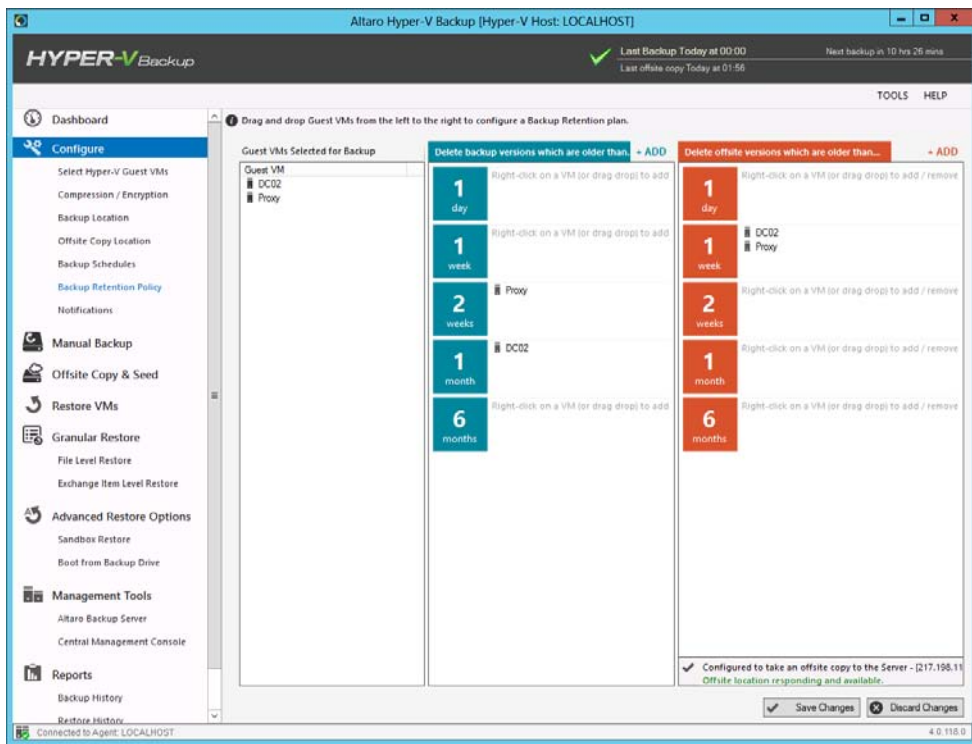 Altaro Hyper-V Backup [Hyper-V Host: LOCALHOST]
HYPER-V Backup
Last Backup Today at 00:00
Next backup in 10 hrs 26 mins
Last offsite copy Today at 01:56
TOOLS HELP
Dashboard
Configure
Select Hyper-V Guest VMs
Compression / Encryption
Backup Location
Offsite Copy Location
Backup Schedules
Backup Retention Policy
Notifications
Manual Backup
Offsite Copy & Seed
Restore VMs
Granular Restore
File Level Restore
Exchange Item Level Restore
Advanced Restore Options
Sandbox Restore
Boot from Backup Drive
Management Tools
Altaro Backup Server
Central Management Console
Reports
Backup History
Restore History
Drag and drop Guest VMs from the left to the right to configure a Backup Retention plan.
Guest VMs Selected for Backup
Guest VM
DC02
Proxy
Delete backup versions which are older than. + ADD
1
day
Right-click on a VM (or drag drop) to add
1
week
Right-click on a VM (or drag drop) to add
2
weeks
Proxy
1
month
DC02
6
months
Right-click on a VM (or drag drop) to add
Delete offsite versions which are older than... + ADD
1
day
Right-click on a VM (or drag drop) to add / remove
1
week
DC02
Proxy
2
weeks
Right-click on a VM (or drag drop) to add / remove
1
month
Right-click on a VM (or drag drop) to add / remove
6
months
Right-click on a VM (or drag drop) to add / remove
Configured to take an offsite copy to the Server - [217.198.11
Offsite location responding and available.
Save Changes
Discard Changes
Connected to Agent: LOCALHOST
4.0.118.0